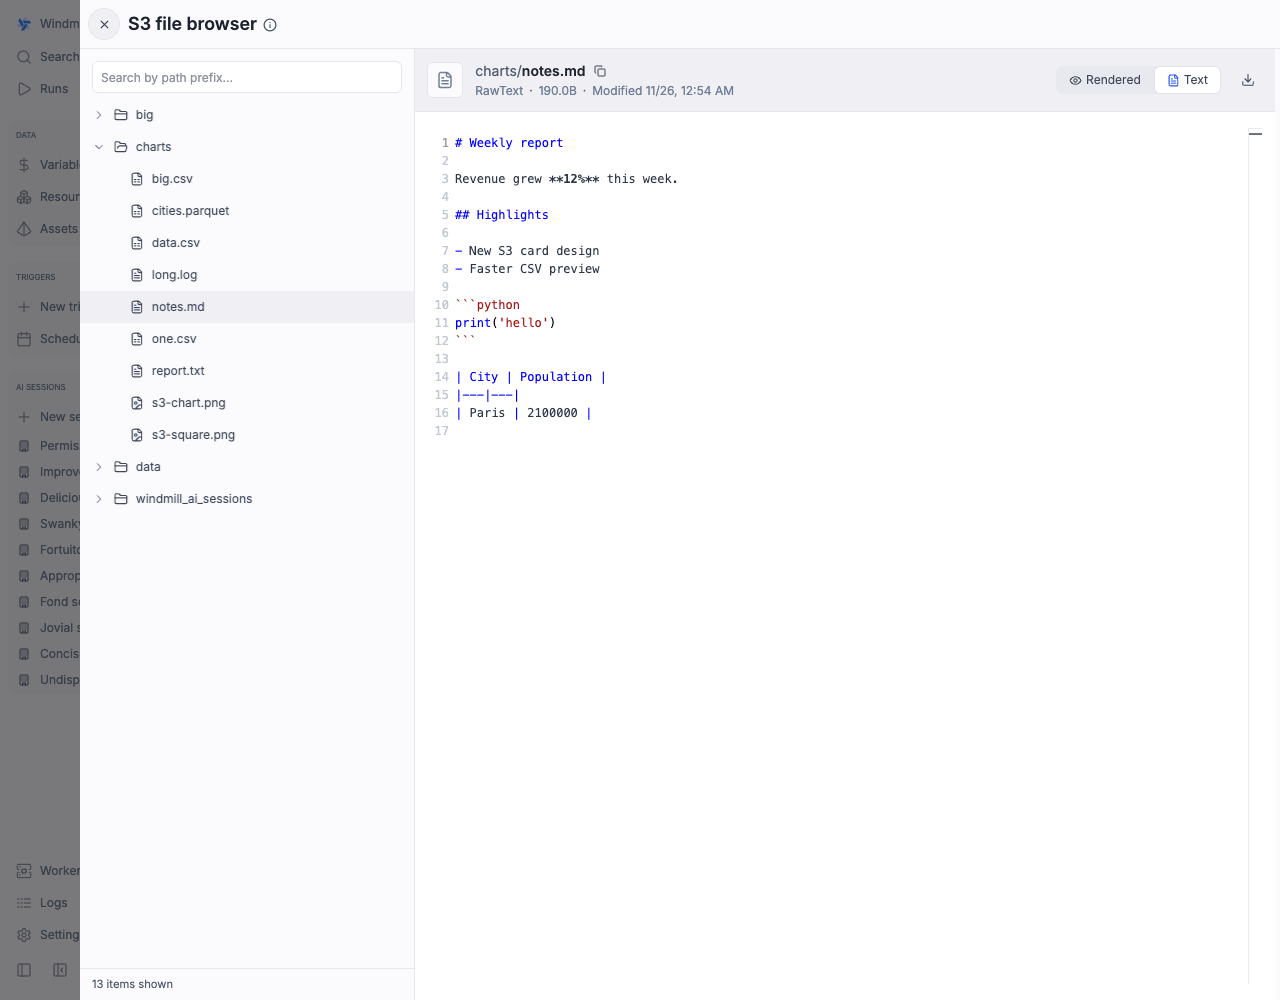 Windm
Search
Runs
DATA
Variabl
Resour
Assets
TRIGGERS
New tri
Schedu
AI SESSIONS
New se
Permis
Improv
Delicio
Swanky
Fortuito
Approp
Fond so
Jovial s
Concis
Undisp
Worker
Logs
Setting
S3 file browser
Search by path prefix...
big
charts
big.csv
cities.parquet
data.csv
long.log
notes.md
one.csv
report.txt
s3-chart.png
s3-square.png
data
windmill_ai_sessions
13 items shown
charts/notes.md
RawText · 190.0B · Modified 11/26, 12:54 AM
Rendered
Text
1 # Weekly report
2
3 Revenue grew **12%** this week.
4
5 ## Highlights
6
7 - New S3 card design
8 - Faster CSV preview
9
10 ```python
11 print('hello')
12 ```
13
14 | City | Population |
15 |---|---|
16 | Paris | 2100000 |
17